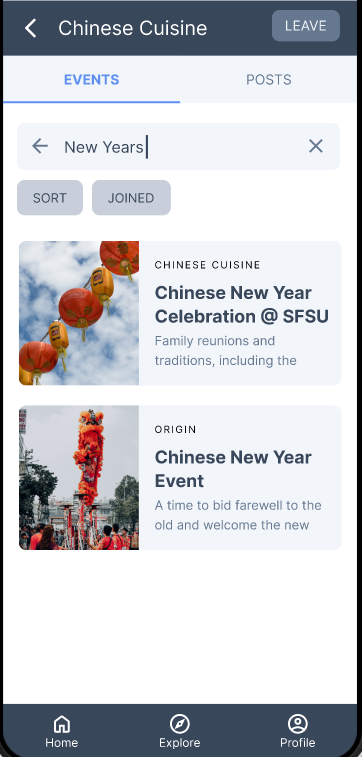 Chinese Cuisine
LEAVE
EVENTS
POSTS
New Years
SORT
JOINED
CHINESE CUISINE
Chinese New Year
Celebration @ SFSU
Family reunions and
traditions, including the
ORIGIN
Chinese New Year
Event
A time to bid farewell to the
old and welcome the new
Home
Explore
Profile